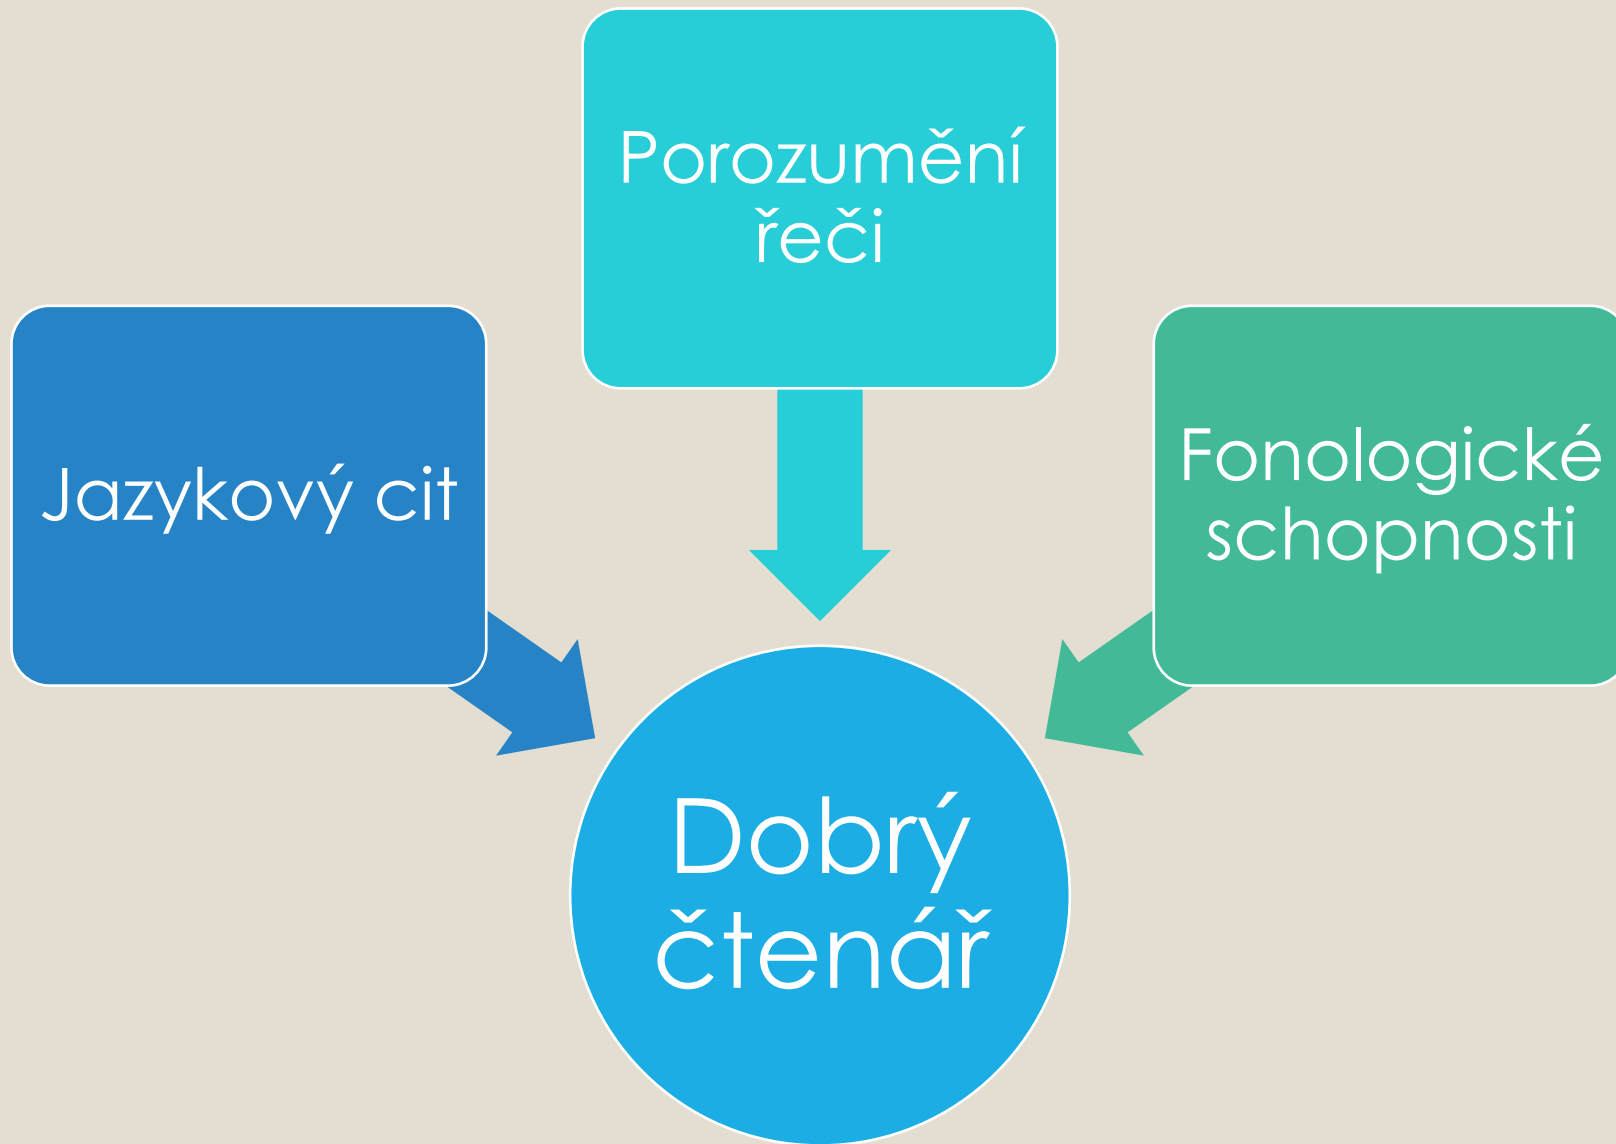 Porozumění
řeči
Jazykový cit
Fonologické
schopnosti
Dobrý
čtenář